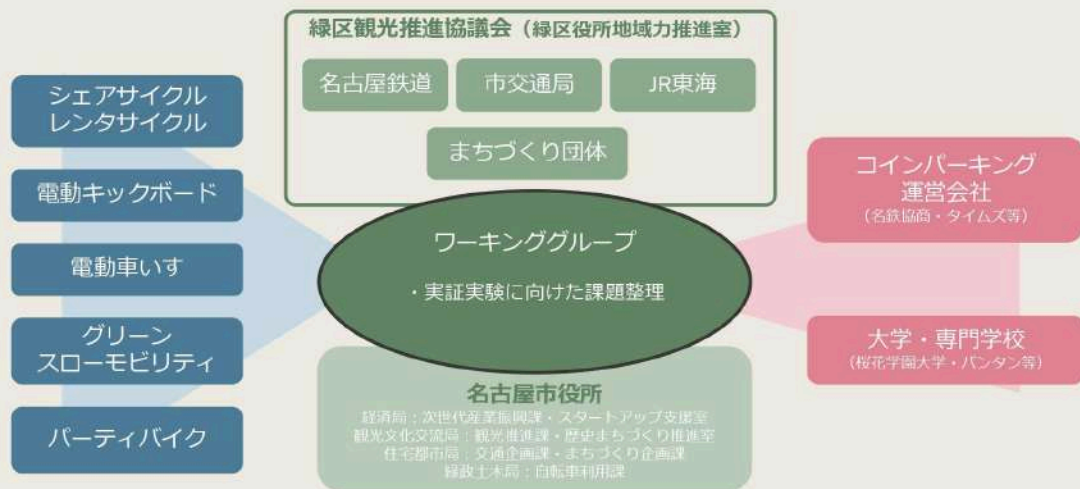 緑区観光推進協議会（緑区役所地域力推進室）
名古屋鉄道
市交通局
JR東海
まちづくり団体
シェアサイクル
レンタサイクル
電動キックボード
電動車いす
グリーン
スローモビリティ
パーティバイク
ワーキンググループ
・実証実験に向けた課題整理
コインパーキング
運営会社
（名鉄協商・タイムズ等）
大学・専門学校
（桜花学園大学・バンタン等）
名古屋市役所
経済局：次世代産業振興課・スタートアップ支援室
観光文化交流局：観光推進課・歴史まちづくり推進室
住宅都市局：交通企画課・まちづくり企画課
緑政土木局：自転車利用課